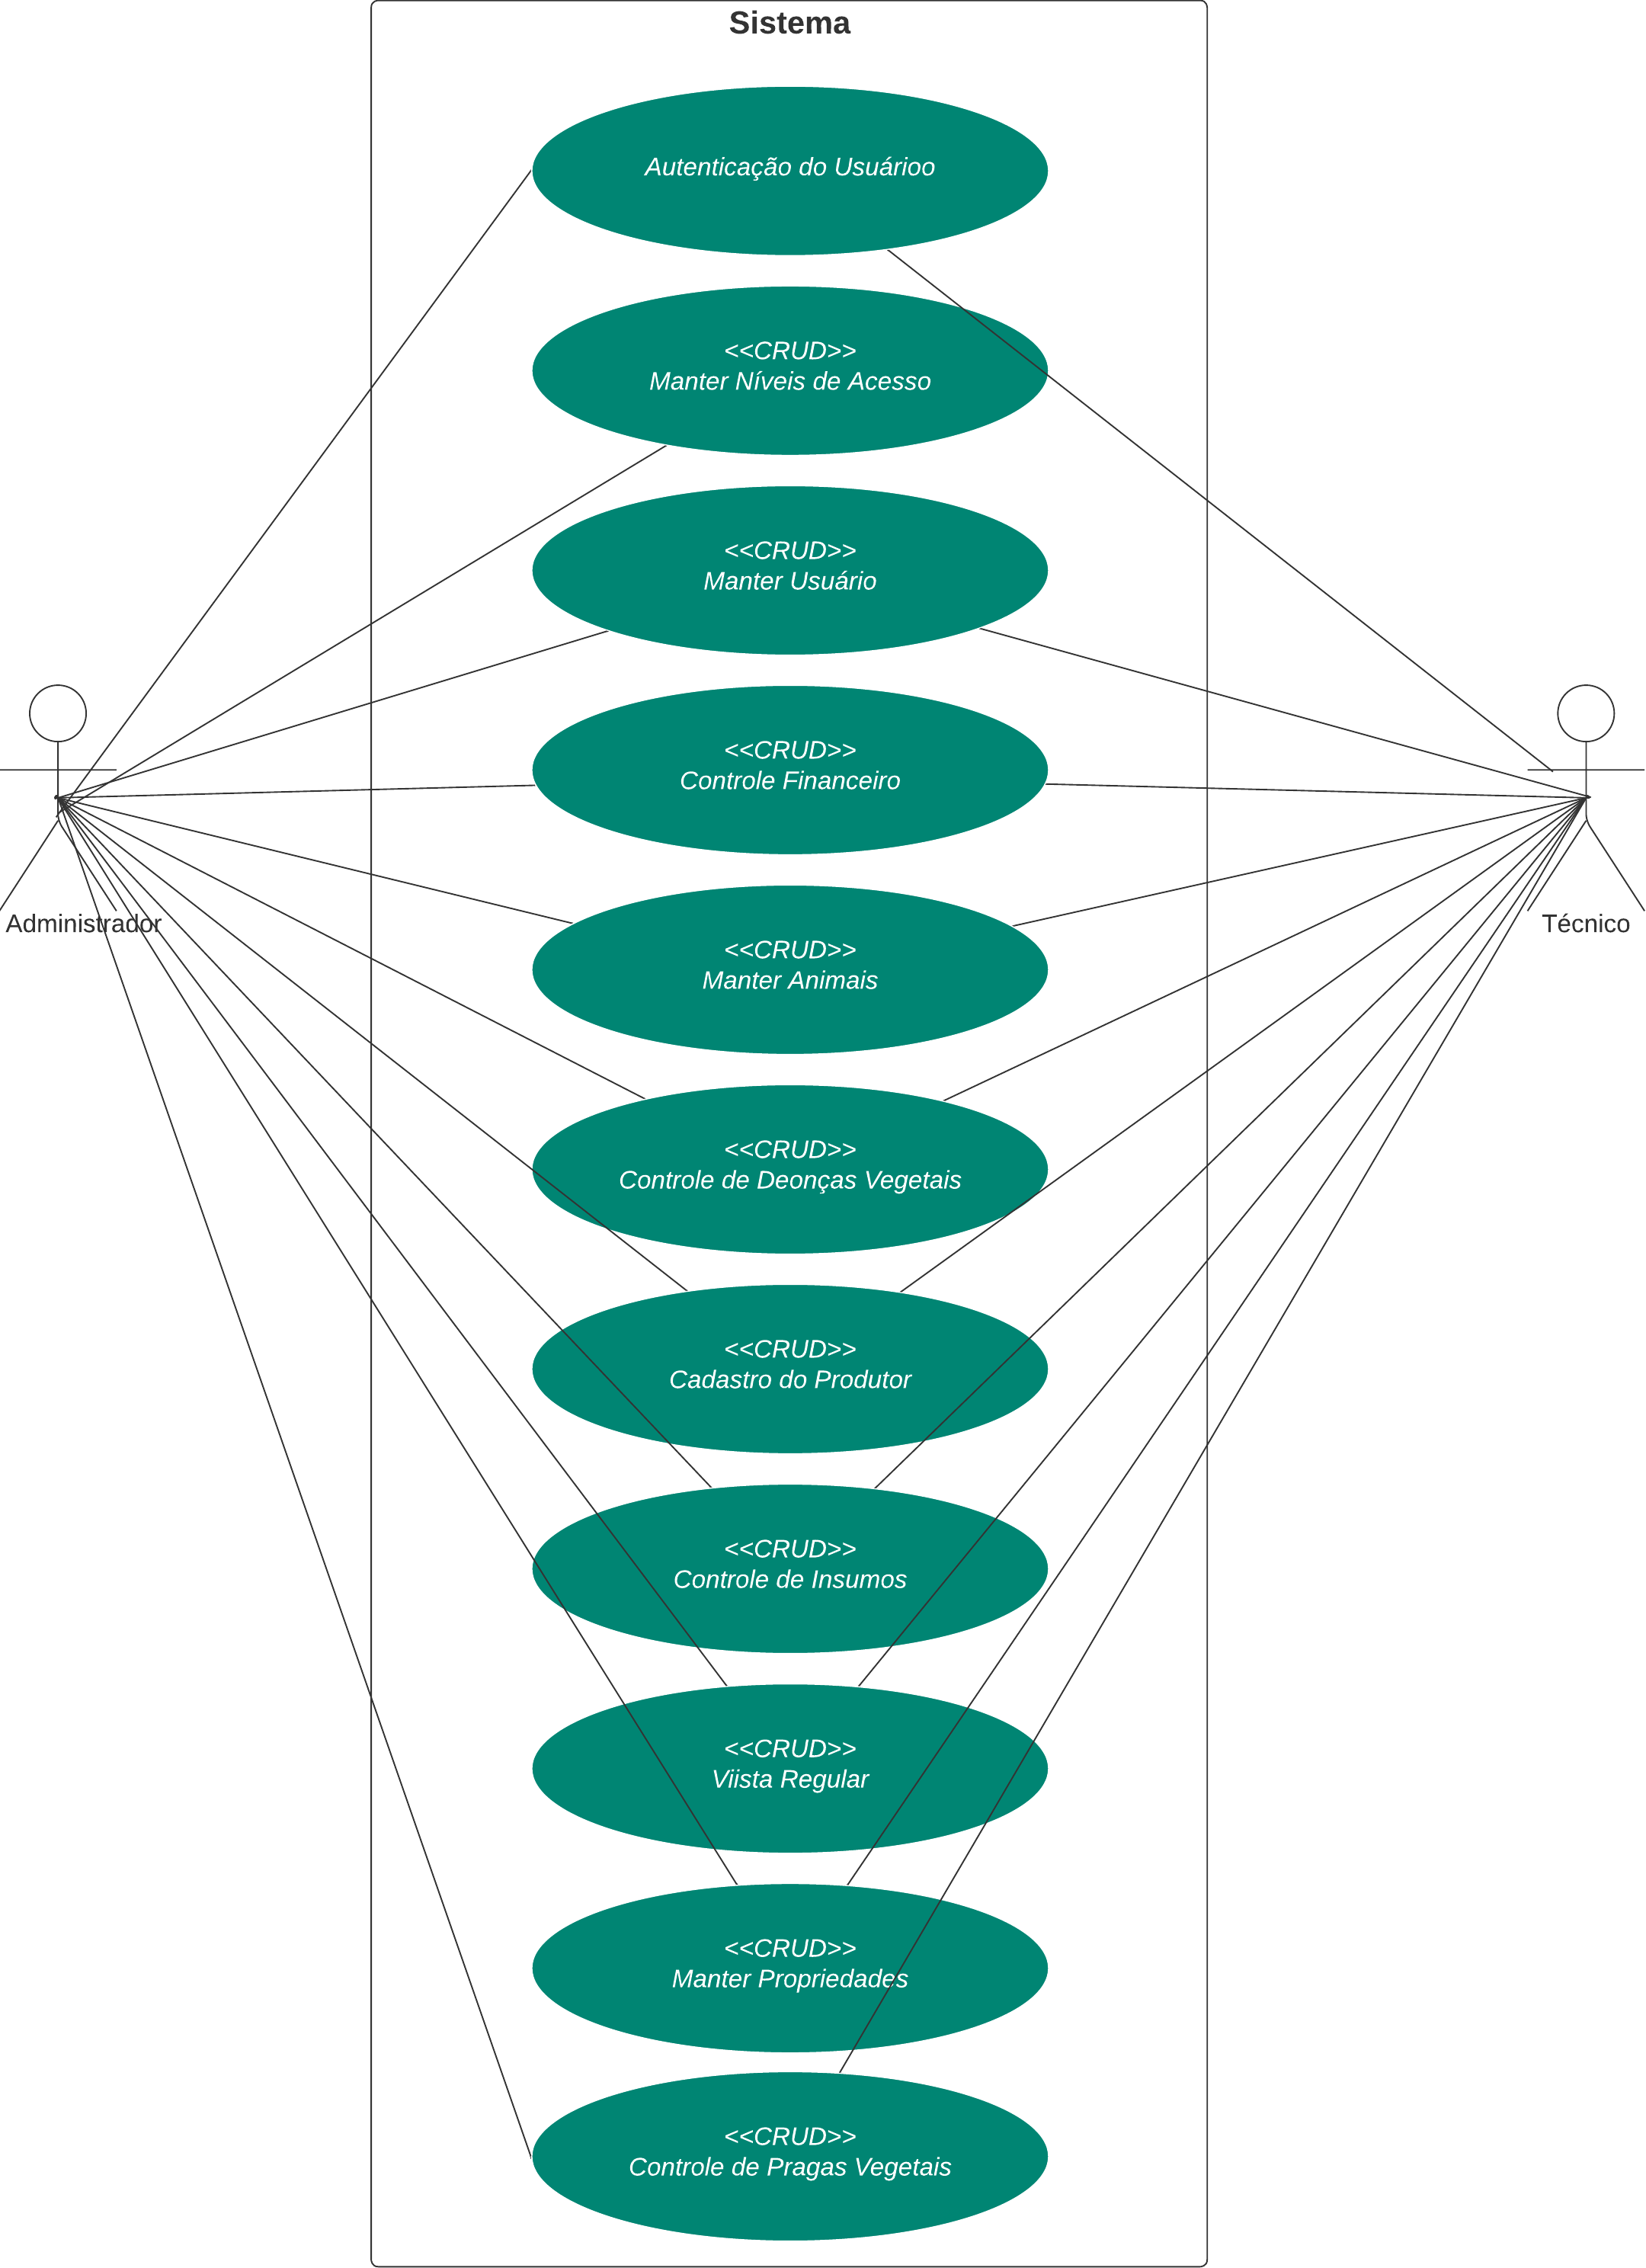 Sistema
Autenticação do Usuárioo
<<CRUD>>
Manter Níveis de Acesso
<<CRUD>>
Manter Usuário
<<CRUD>>
Controle Financeiro
Administrador
Técnico
<<CRUD>>
Manter Animais
<<CRUD>>
Controle de Deonças Vegetais
<<CRUD>>
Cadastro do Produtor
<<CRUD>>
Controle de Insumos
<<CRUD>>
Viista Regular
<<CRUD>>
Manter Propriedades
<<CRUD>>
Controle de Pragas Vegetais